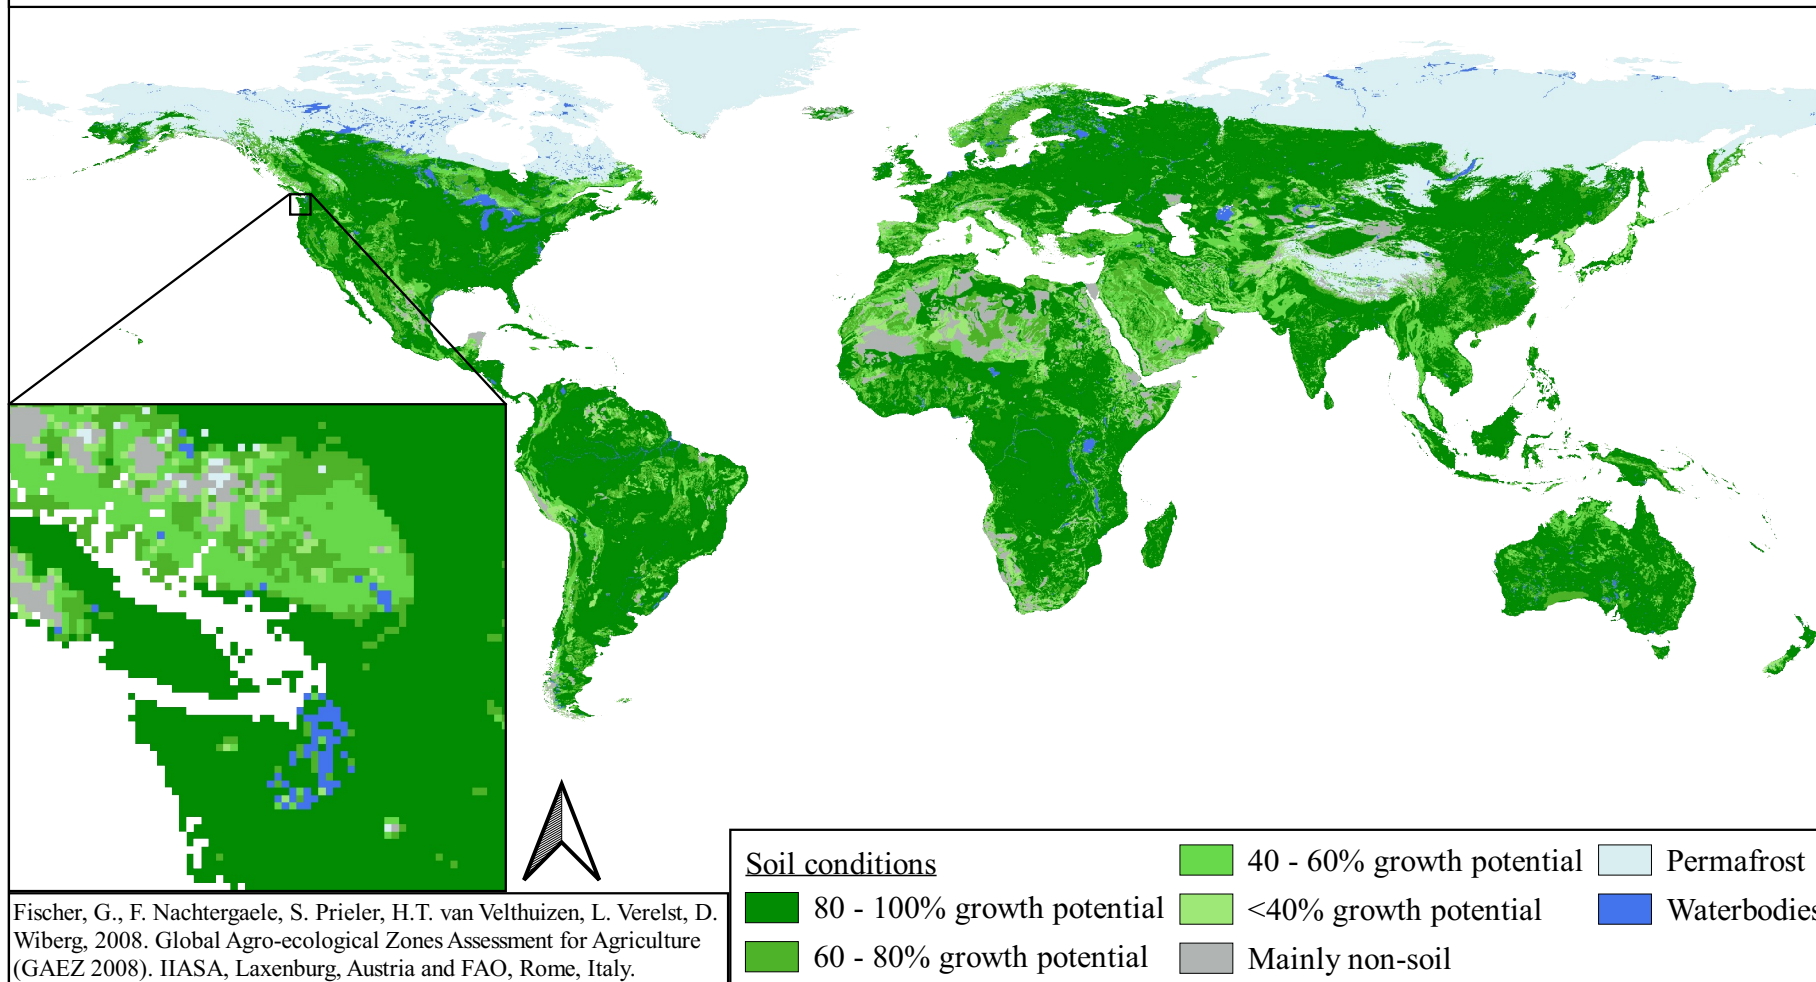 Soil conditions
80 - 100% growth potential
60 - 80% growth potential
40 - 60% growth potential
<40% growth potential
Mainly non-soil
Permafrost
Waterbodies
Fischer, G., F. Nachtergaele, S. Prieler, H.T. van Velthuizen, L. Verelst, D.
Wiberg, 2008. Global Agro-ecological Zones Assessment for Agriculture
(GAEZ 2008). IIASA, Laxenburg, Austria and FAO, Rome, Italy.